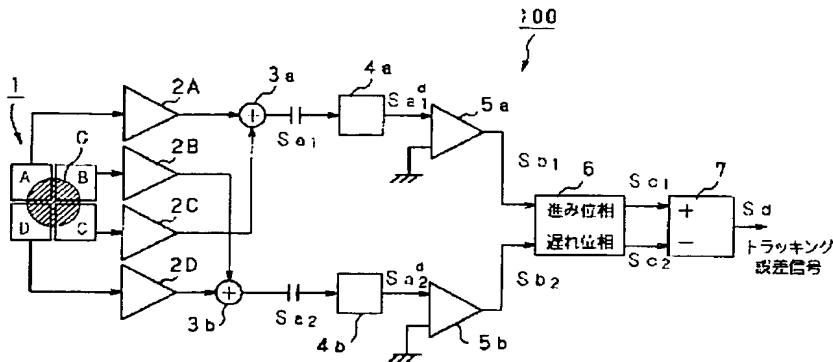 100
1
2A
3a
4a
Sa1
Sa1d
5a
C
2B
Sb1
A B
D C
2C
6
進み位相
遅れ位相
Sc1
Sc2
7
+
−
Sd
トラッキング
誤差信号
2D
3b
Sa2
4b
Sa2d
5b
Sb2